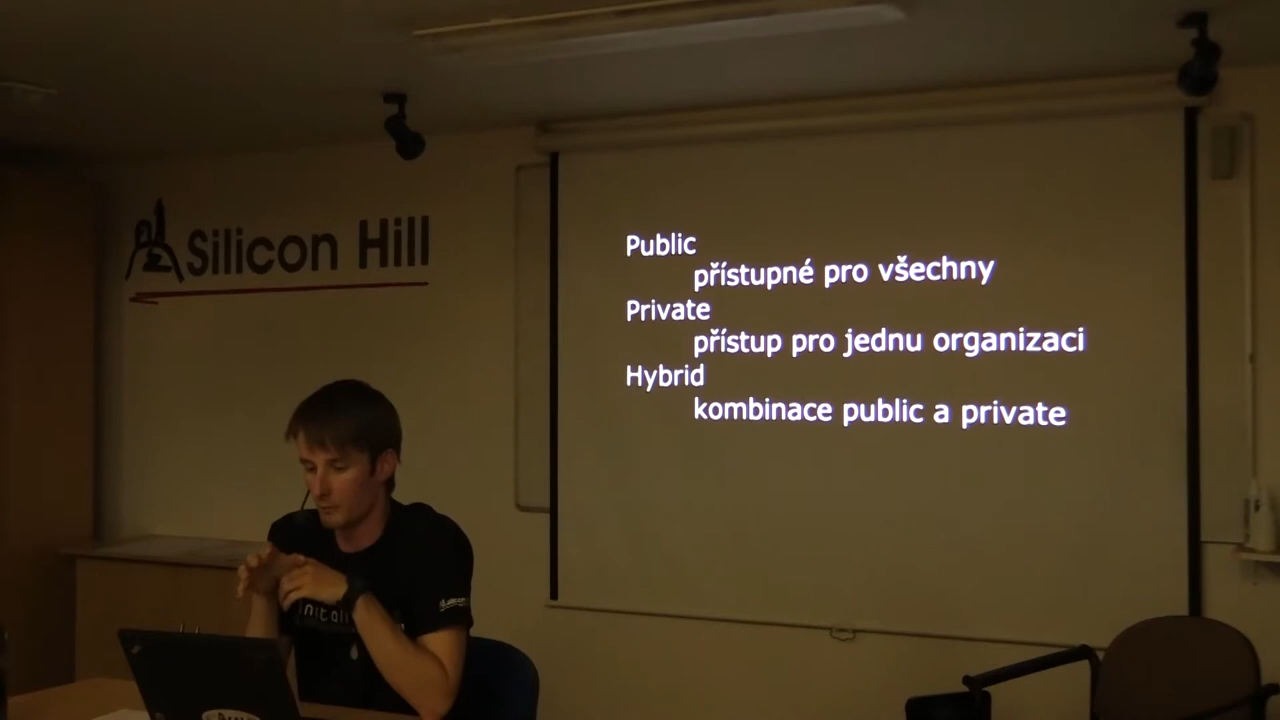 Silicon Hill
Public
přístupné pro všechny
Private
přístup pro jednu organizaci
Hybrid
kombinace public a private